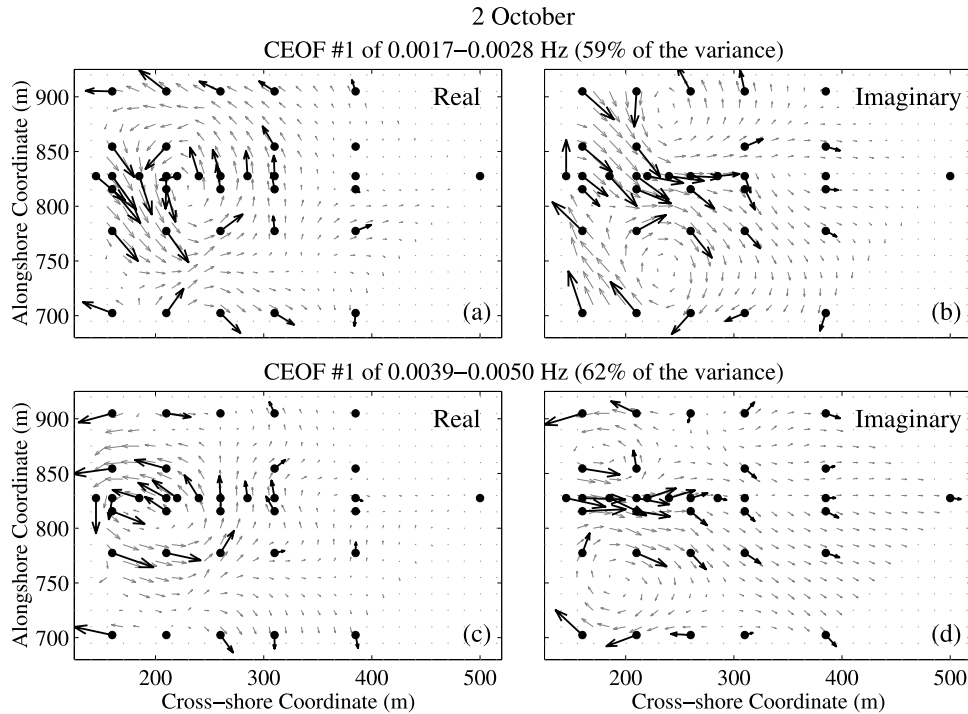 2 October
CEOF #1 of 0.0017−0.0028 Hz (59% of the variance)
Alongshore Coordinate (m)
900
850
800
750
700
Real
(a)
Imaginary
(b)
CEOF #1 of 0.0039−0.0050 Hz (62% of the variance)
Alongshore Coordinate (m)
900
850
800
750
700
Real
(c)
Imaginary
(d)
200 300 400 500
200 300 400 500
Cross−shore Coordinate (m)
Cross−shore Coordinate (m)